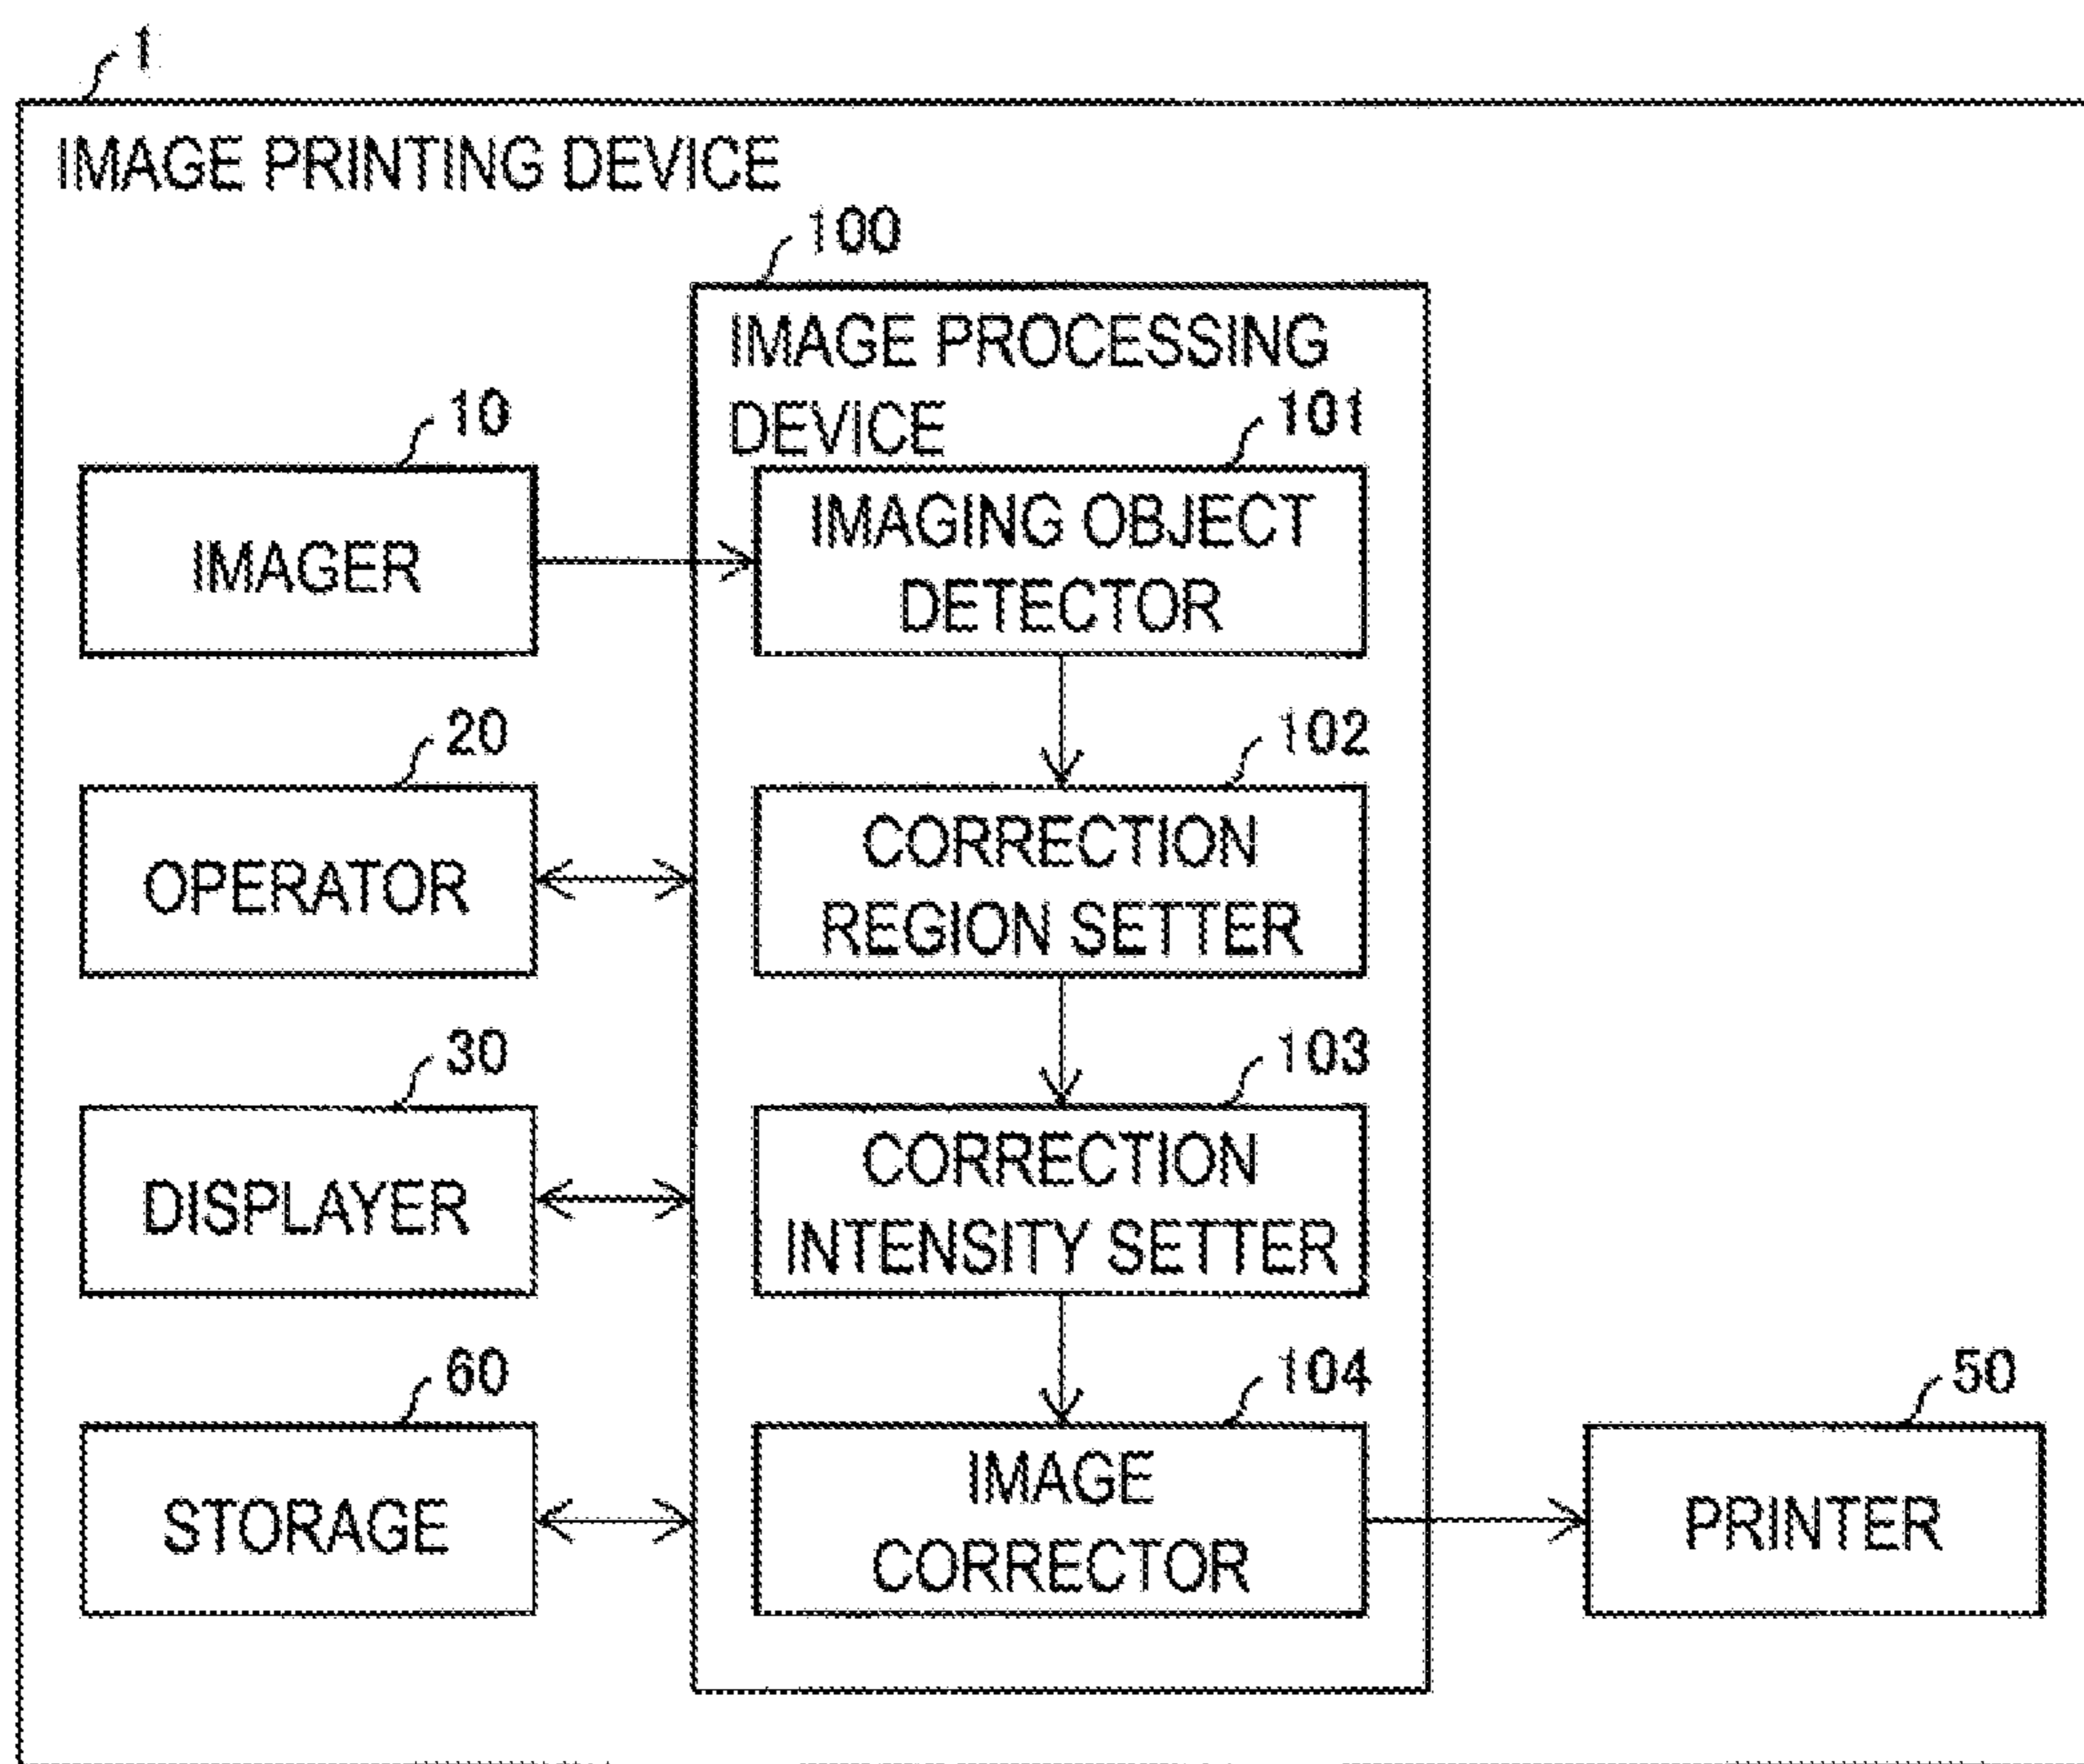 1
IMAGE PRINTING DEVICE
100
IMAGE PROCESSING
DEVICE
10
IMAGER
101
IMAGING OBJECT
DETECTOR
20
OPERATOR
102
CORRECTION
REGION SETTER
30
DISPLAYER
103
CORRECTION
INTENSITY SETTER
60
STORAGE
104
IMAGE
CORRECTOR
50
PRINTER